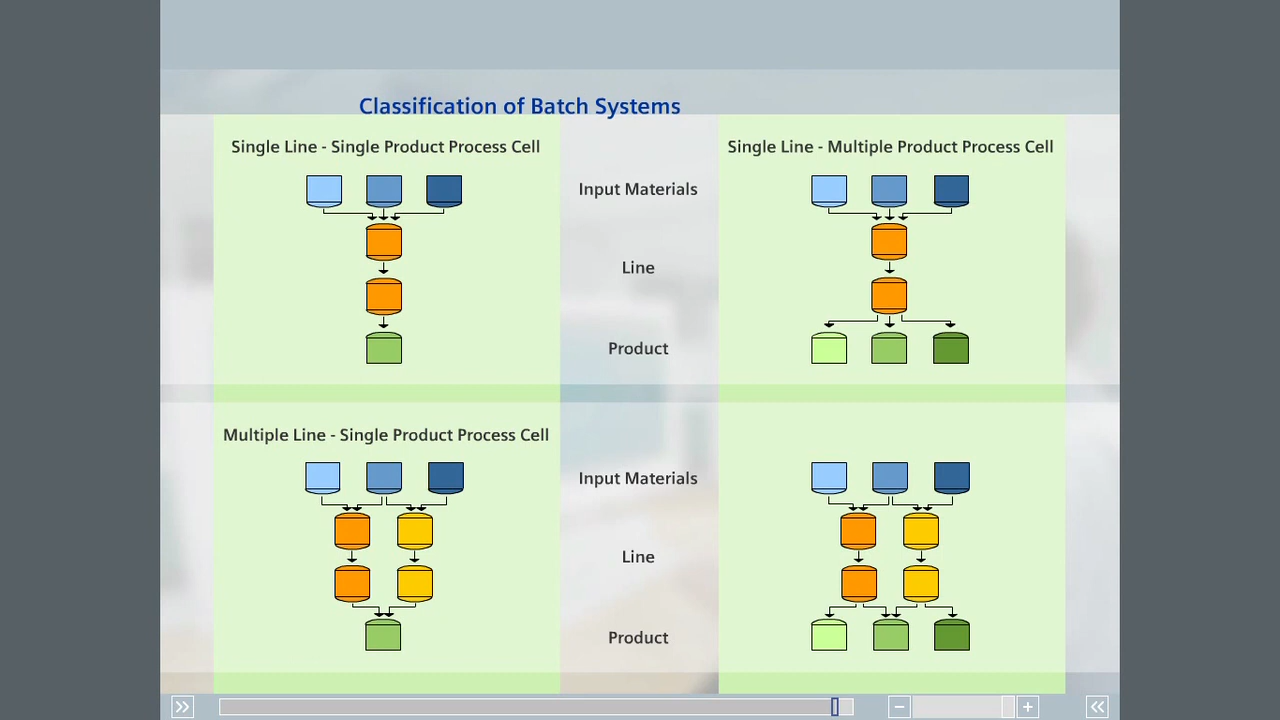 Classification of Batch Systems
Single Line - Single Product Process Cell
Single Line - Multiple Product Process Cell
Input Materials
Line
Product
Multiple Line - Single Product Process Cell
Input Materials
Line
Product